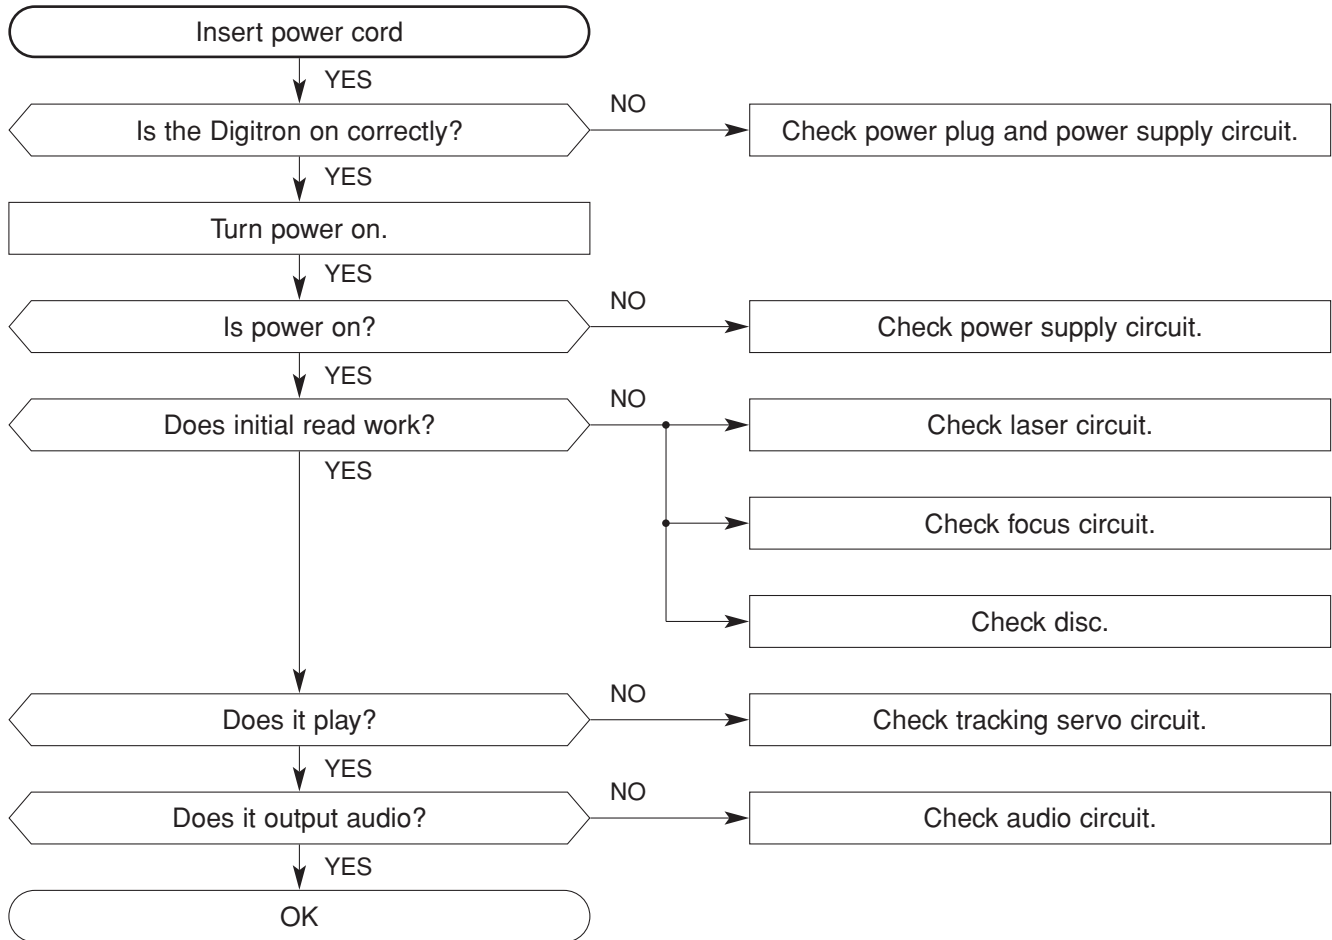 Insert power cord
YES
Is the Digitron on correctly?
NO
Check power plug and power supply circuit.
YES
Turn power on.
YES
Is power on?
NO
Check power supply circuit.
YES
Does initial read work?
NO
Check laser circuit.
YES
Check focus circuit.
Check disc.
Does it play?
NO
Check tracking servo circuit.
YES
Does it output audio?
NO
Check audio circuit.
YES
OK